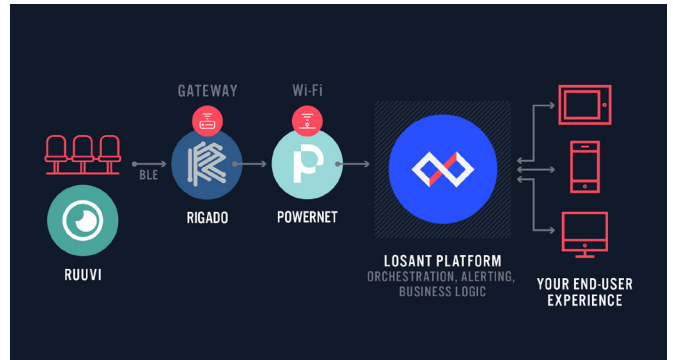 GATEWAY
Wi-Fi
BLE
RUUVI
RIGADO
POWERNET
LOSANT PLATFORM
ORCHESTRATION, ALERTING,
BUSINESS LOGIC
YOUR END-USER
EXPERIENCE